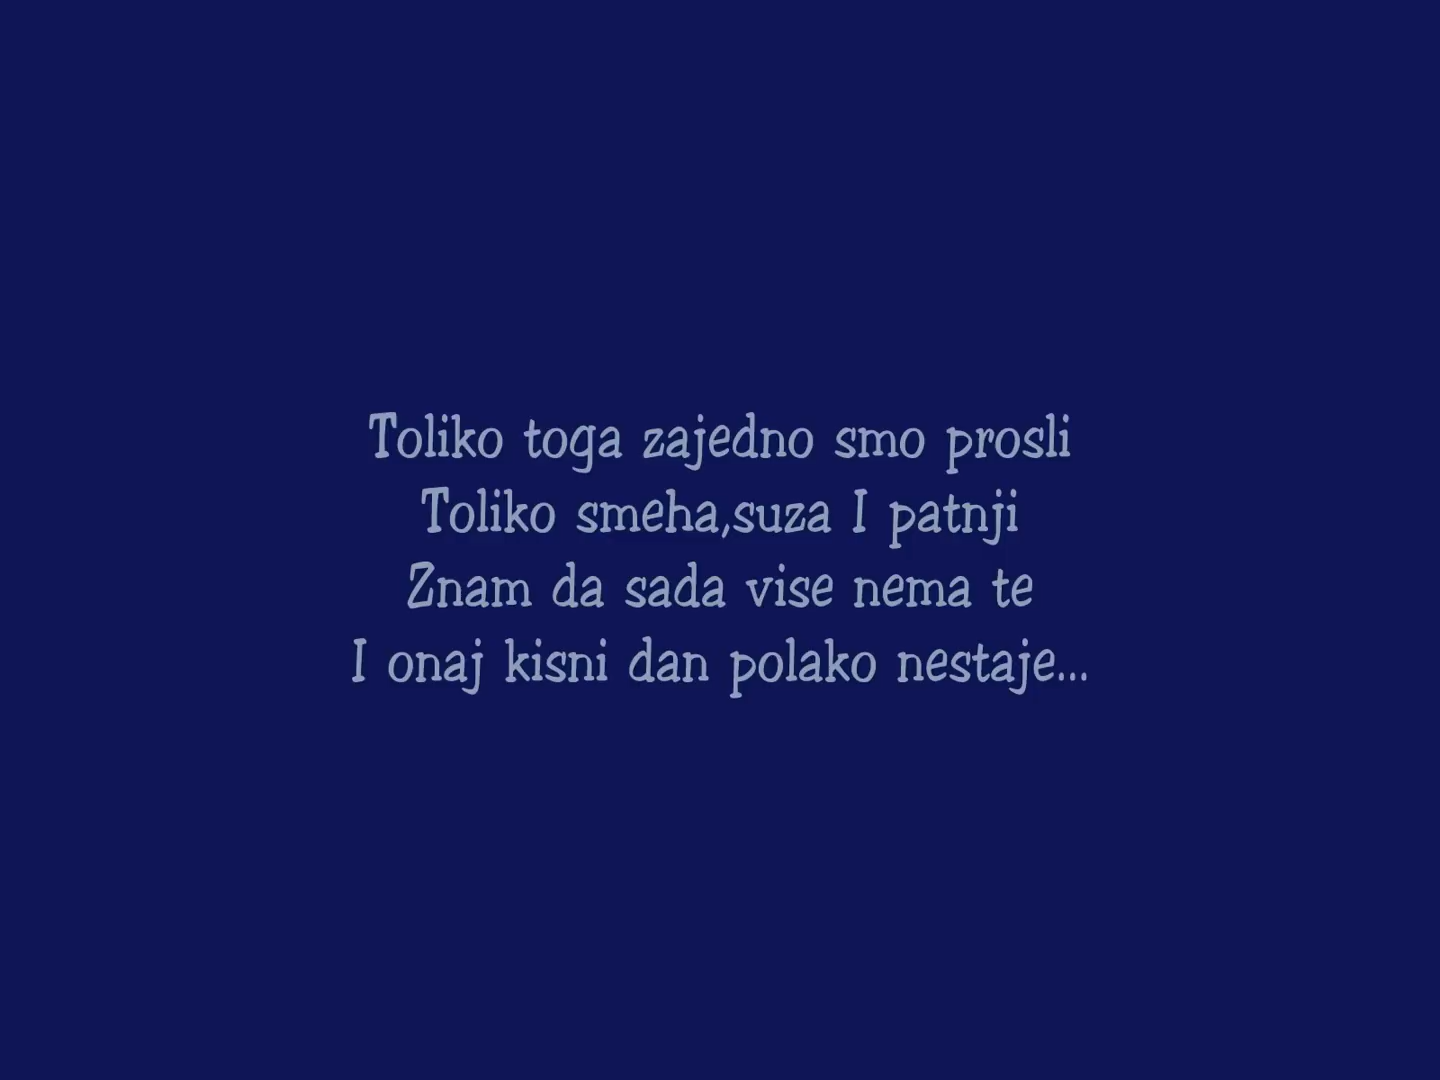 Toliko toga zajedno smo prosli
Toliko smeha,suza I patnji
Znam da sada vise nema te
I onaj kisni dan polako nestaje...